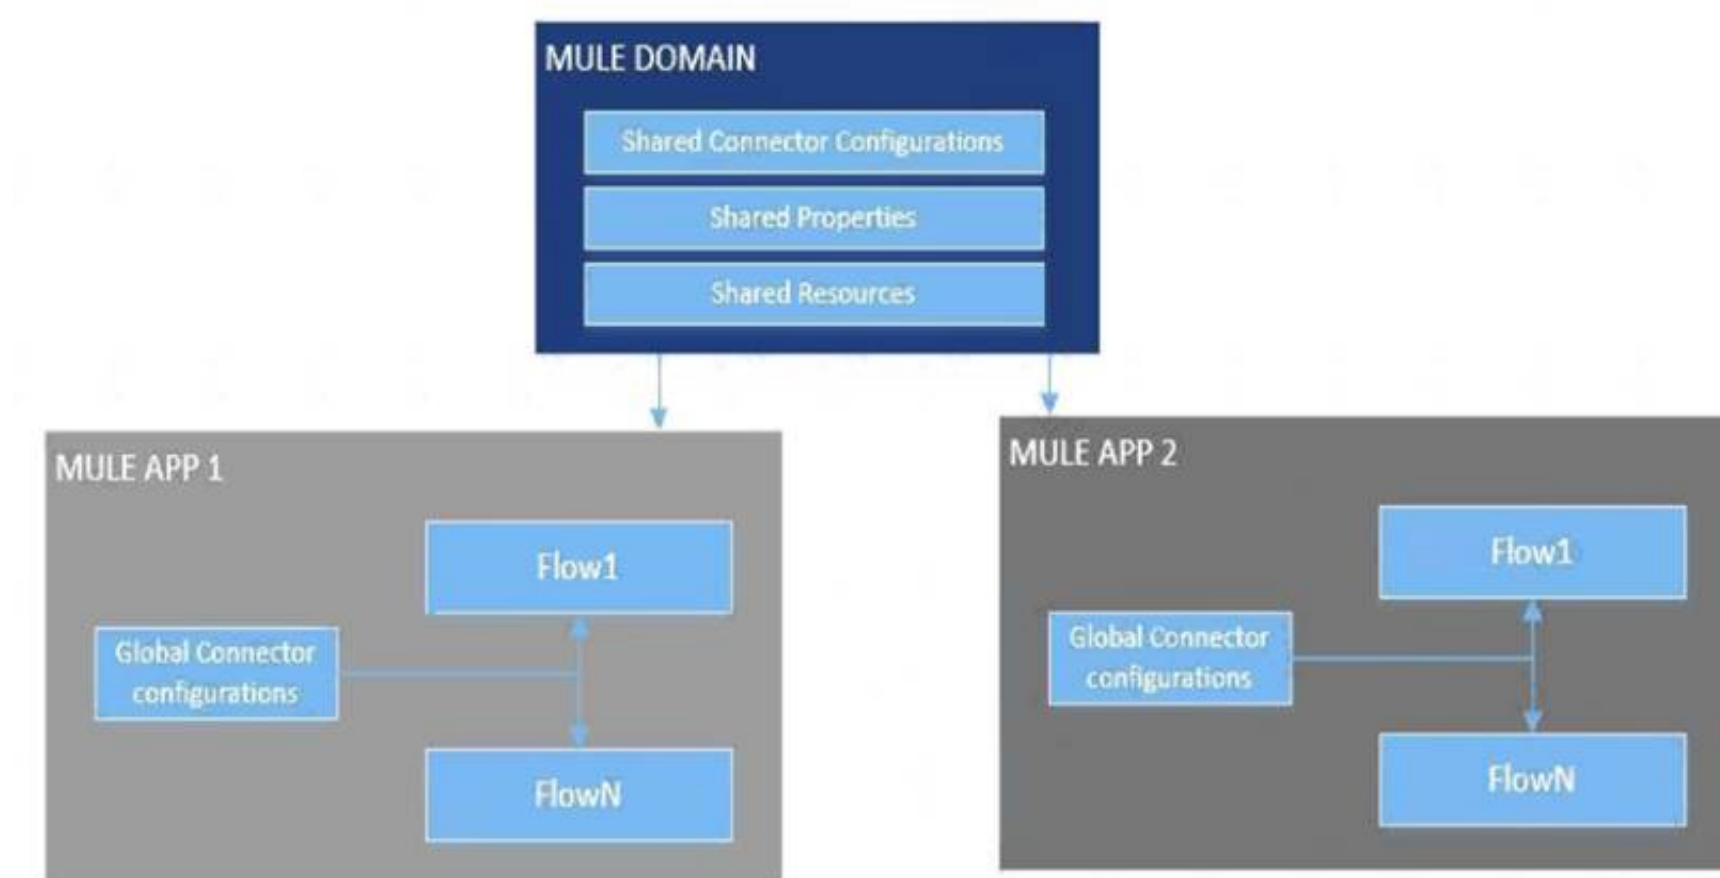 MULE DOMAIN
Shared Connector Configurations
Shared Properties
Shared Resources
MULE APP 1
Flow1
Global Connector
configurations
FlowN
MULE APP 2
Flow1
Global Connector
configurations
FlowN